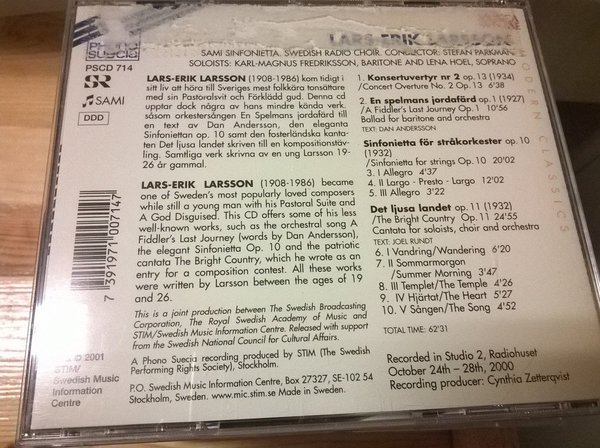 LARS-ERIK LARSSON
PHONO
SUECIA
PSCD 714
SR
SAMI
DDD
SAMI SINFONIETTA, SWEDISH RADIO CHOIR, CONDUCTOR: STEFAN PARKMAN,
SOLOISTS: KARL-MAGNUS FREDRIKSSON, BARITONE AND LENA HOEL, SOPRANO
MODERN CLASSICS
LARS-ERIK LARSSON (1908-1986) kom tidigt i
sitt liv att höra till Sveriges mest folkkära tonsättare
med sin Pastoralsvit och Förklädd gud. Denna cd
upptar dock några av hans mindre kända verk,
såsom orkestersången En Spelmans jordafärd till
en text av Dan Andersson, den eleganta
Sinfoniettan op. 10 samt den fosterländska kanta-
ten Det ljusa landet skriven till en kompositionstäv-
ling. Samtliga verk skrivna av en ung Larsson 19-
26 år gammal.
LARS-ERIK LARSSON (1908-1986) became
one of Sweden's most popularly loved composers
while still a young man with his Pastoral Suite and
A God Disguised. This CD offers some of his less
well-known works, such as the orchestral song A
Fiddler's Last Journey (words by Dan Andersson),
the elegant Sinfonietta Op. 10 and the patriotic
cantata The Bright Country, which he wrote as an
entry for a composition contest. All these works
were written by Larsson between the ages of 19
and 26.
This is a joint production between The Swedish Broadcasting
Corporation, The Royal Swedish Academy of Music and
STIM/Swedish Music Information Centre. Released with support
from the Swedish National Council for Cultural Affairs.
A Phono Suecia recording produced by STIM (The Swedish
Performing Rights Society), Stockholm.
P.O. Swedish Music Information Centre, Box 27327, SE-102 54
Stockholm, Sweden. www.mic.stim.se Made in Sweden.
7 391971 007147
© 2001
STIM/
Swedish Music
Information
Centre
1. Konsertuvertyr nr 2 op.13 (1934)
/Concert Overture No. 2 Op.13 6'38
2. En spelmans jordafärd op.1 (1927)
/A Fiddler's Last Journey Op.1 10'56
Ballad for baritone and orchestra
TEXT: DAN ANDERSSON
Sinfonietta för stråkorkester op.10
(1932)
/Sinfonietta for strings Op.10 20'02
3. I Allegro 4'37
4. II Largo - Presto - Largo 12'02
5. III Allegro 3'22
Det ljusa landet op.11 (1932)
/The Bright Country Op.11 24'55
Cantata for soloists, choir and orchestra
TEXT: JOEL RUNDT
6. I Vandring/Wandering 6'20
7. II Sommarmorgon
/Summer Morning 3'47
8. III Templet/The Temple 4'26
9. IV Hjärtat/The Heart 5'27
10. V Sången/The Song 4'52
TOTAL TIME: 62'31
Recorded in Studio 2, Radiohuset
October 24th – 28th, 2000
Recording producer: Cynthia Zetterqvist